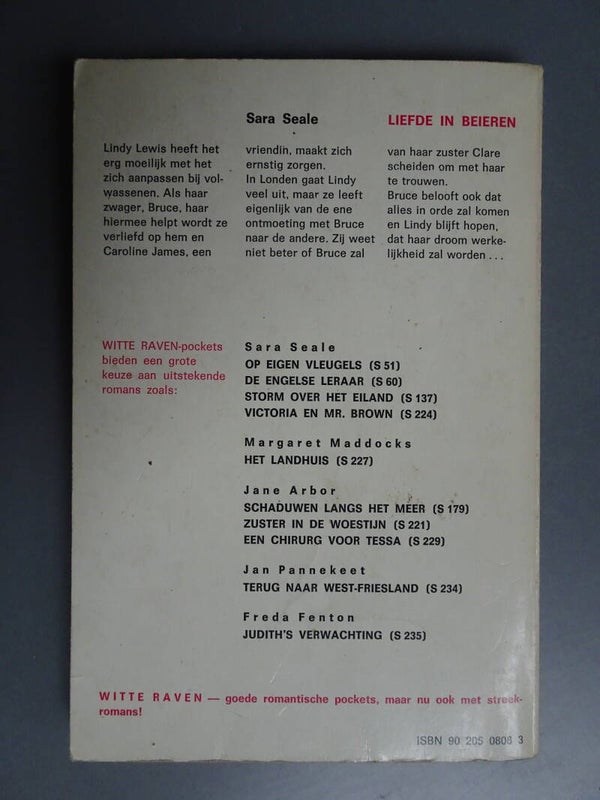 Sara Seale
LIEFDE IN BEIEREN
Lindy Lewis heeft het
erg moeilijk met het
zich aanpassen bij vol-
wassenen. Als haar
zwager, Bruce, haar
hiermee helpt wordt ze
verliefd op hem en
Caroline James, een
vriendin, maakt zich
ernstig zorgen.
In Londen gaat Lindy
veel uit, maar ze leeft
eigenlijk van de ene
ontmoeting met Bruce
naar de andere. Zij weet
niet beter of Bruce zal
van haar zuster Clare
scheiden om met haar
te trouwen.
Bruce belooft ook dat
alles in orde zal komen
en Lindy blijft hopen,
dat haar droom werke-
lijkheid zal worden ...
WITTE RAVEN-pockets
bieden een grote
keuze aan uitstekende
romans zoals:
Sara Seale
OP EIGEN VLEUGELS (S 51)
DE ENGELSE LERAAR (S 60)
STORM OVER HET EILAND (S 137)
VICTORIA EN MR. BROWN (S 224)
Margaret Maddocks
HET LANDHUIS (S 227)
Jane Arbor
SCHADUWEN LANGS HET MEER (S 179)
ZUSTER IN DE WOESTIJN (S 221)
EEN CHIRURG VOOR TESSA (S 229)
Jan Pannekeet
TERUG NAAR WEST-FRIESLAND (S 234)
Freda Fenton
JUDITH'S VERWACHTING (S 235)
WITTE RAVEN — goede romantische pockets, maar nu ook met streek-
romans!
ISBN 90 205 0806 3